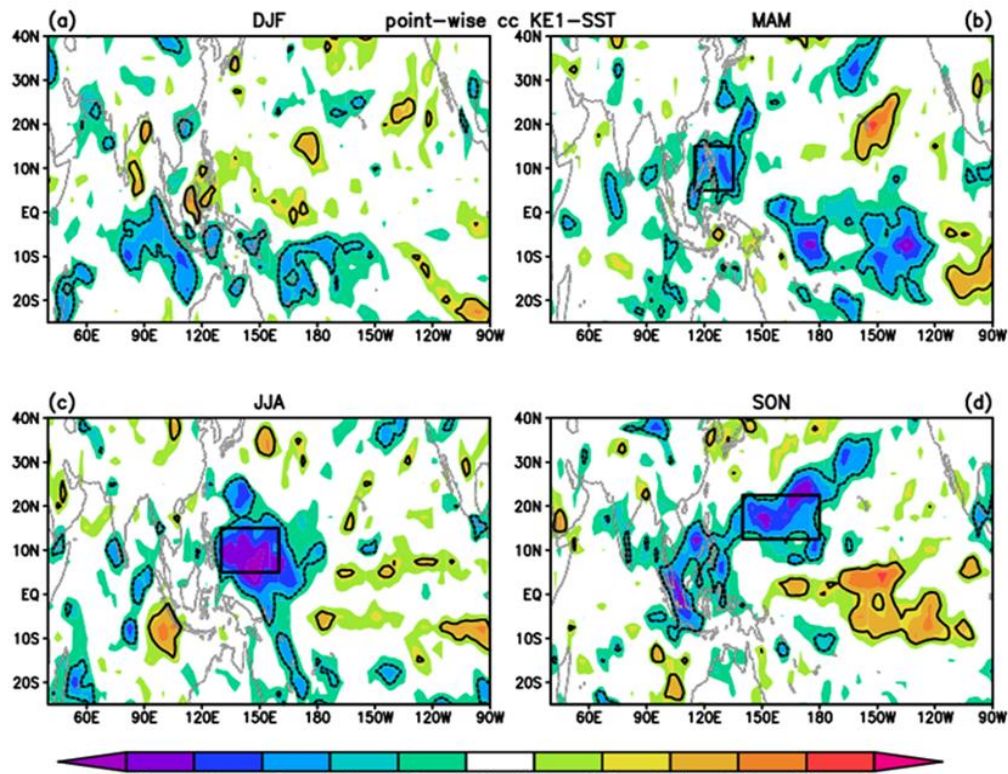 (a) DJF point-wise cc KE1-SST MAM (b)
40N 40N
30N 30N
20N 20N
10N 10N
EQ EQ
10S 10S
20S 20S
60E 90E 120E 150E 180 150W 120W 90W 60E 90E 120E 150E 180 150W 120W 90W
(c) JJA SON (d)
40N 40N
30N 30N
20N 20N
10N 10N
EQ EQ
10S 10S
20S 20S
60E 90E 120E 150E 180 150W 120W 90W 60E 90E 120E 150E 180 150W 120W 90W